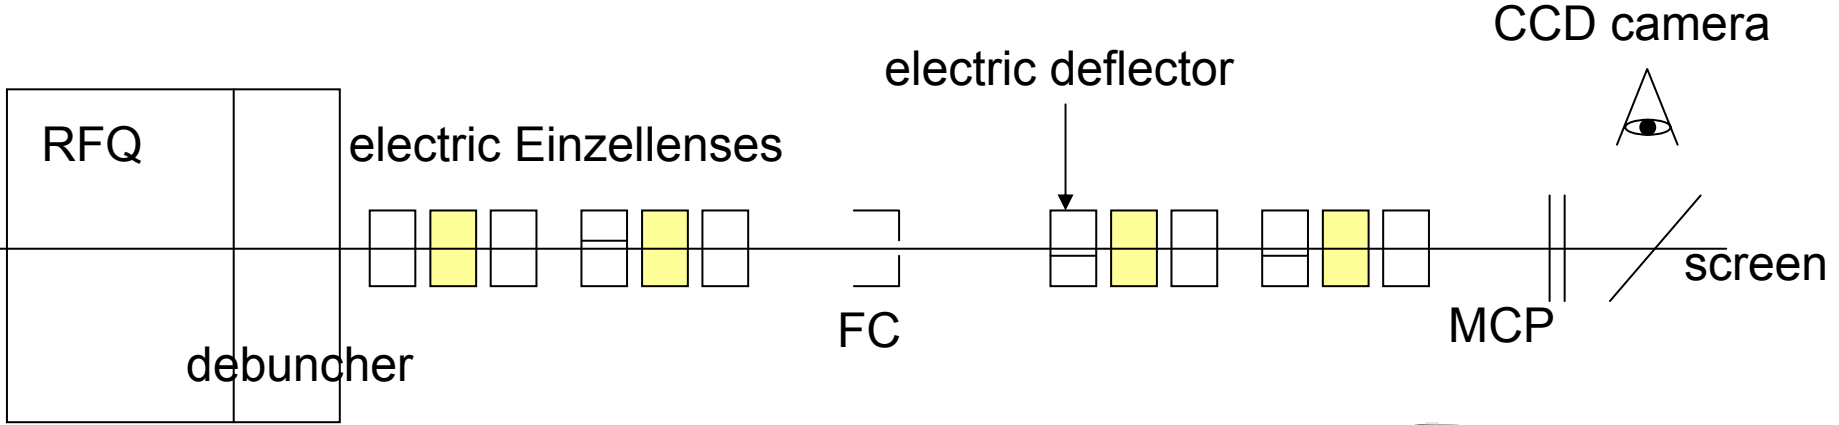 CCD camera
electric deflector
RFQ
electric Einzellenses
screen
FC
MCP
debuncher